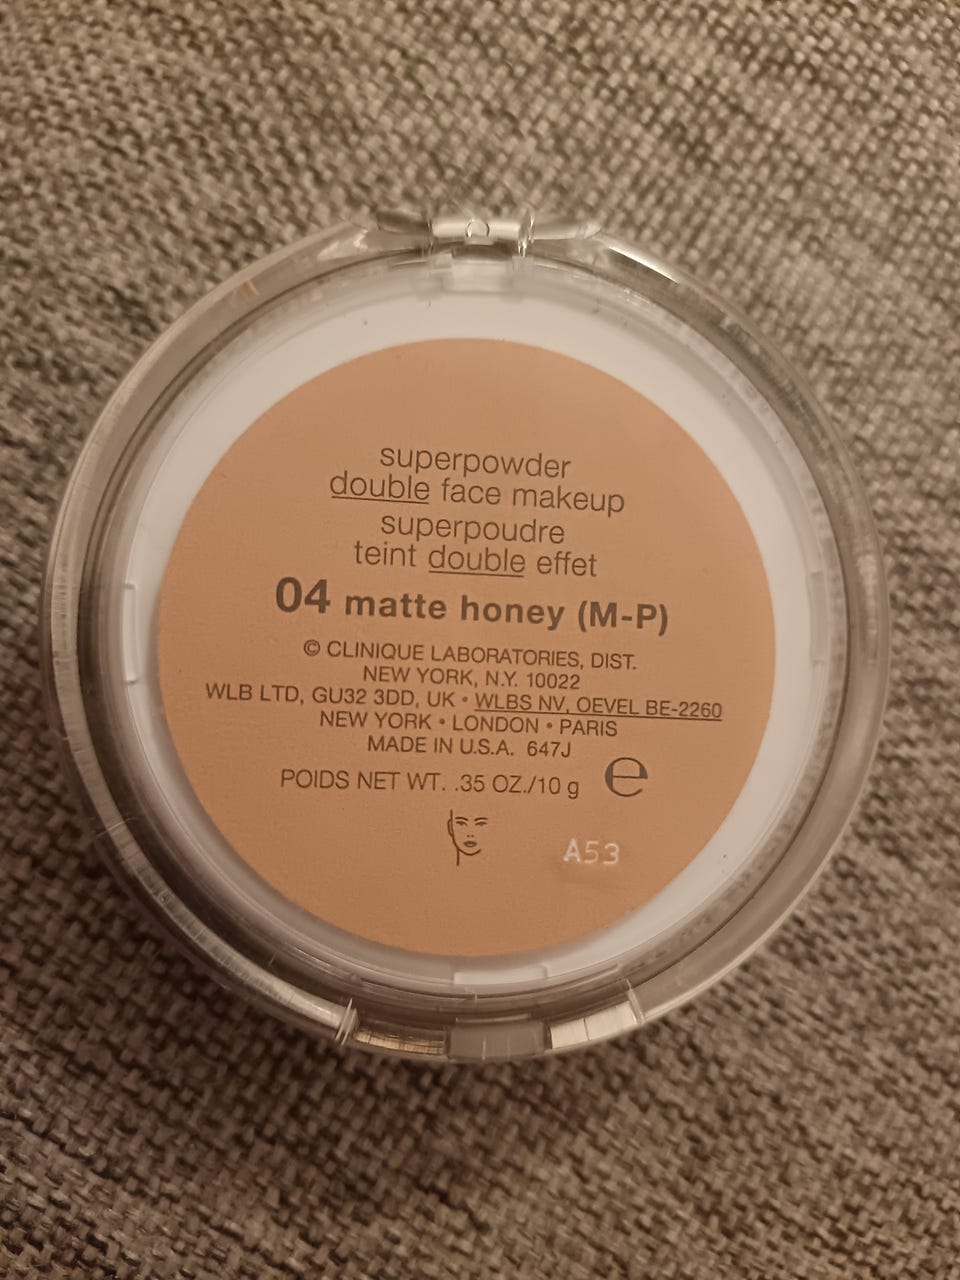 superpowder
double face makeup
superpoudre
teint double effet
04 matte honey (M-P)
© CLINIQUE LABORATORIES, DIST.
NEW YORK, N.Y. 10022
WLB LTD, GU32 3DD, UK • WLBS NV, OEVEL BE-2260
NEW YORK • LONDON • PARIS
MADE IN U.S.A. 647J
POIDS NET WT. .35 OZ./10 g ℮
A53